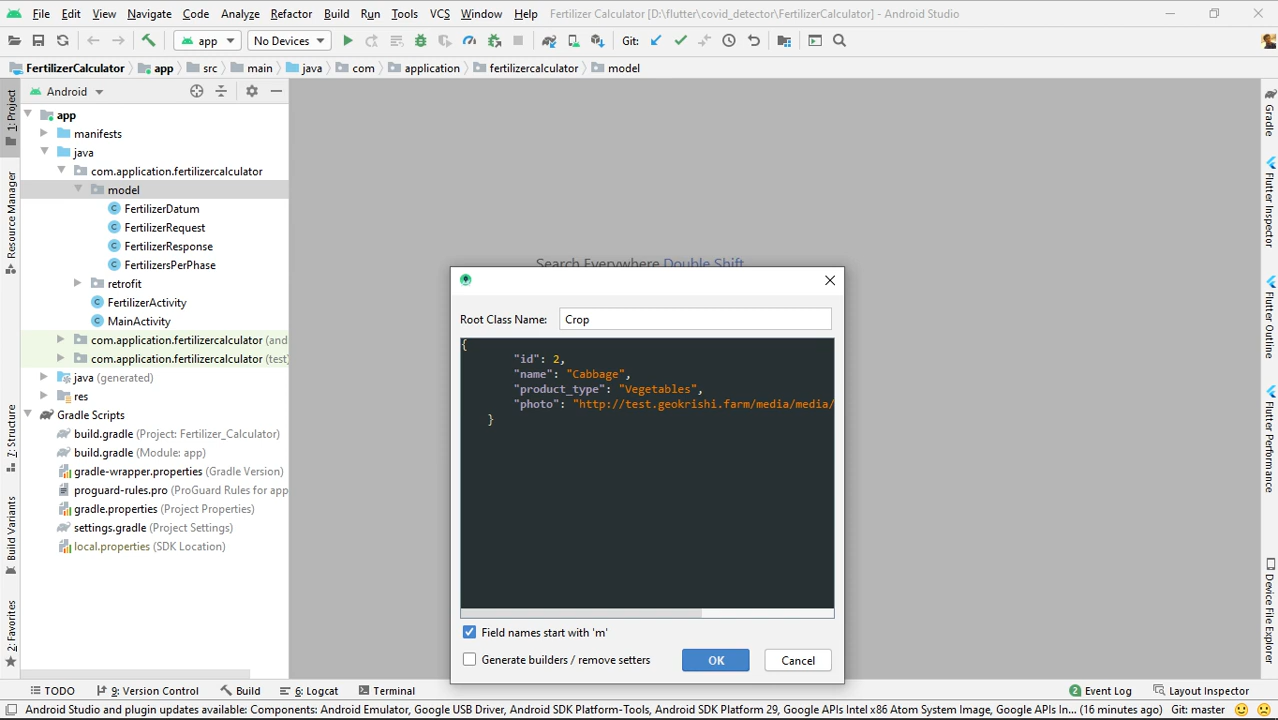 File Edit View Navigate Code Analyze Refactor Build Run Tools VCS Window Help Fertilizer Calculator [D:\flutter\covid_detector\FertilizerCalculator] - Android Studio
app No Devices Git:
FertilizerCalculator app src main java com application fertilizercalculator model
1: Project
Resource Manager
Z: Structure
Build Variants
2: Favorites
Android
app
manifests
java
com.application.fertilizercalculator
model
FertilizerDatum
FertilizerRequest
FertilizerResponse
FertilizersPerPhase
retrofit
FertilizerActivity
MainActivity
com.application.fertilizercalculator (and
com.application.fertilizercalculator (test)
java (generated)
res
Gradle Scripts
build.gradle (Project: Fertilizer_Calculator)
build.gradle (Module: app)
gradle-wrapper.properties (Gradle Version)
proguard-rules.pro (ProGuard Rules for app
gradle.properties (Project Properties)
settings.gradle (Project Settings)
local.properties (SDK Location)
Search Everywhere Double Shift
Root Class Name: Crop
{
"id": 2,
"name": "Cabbage",
"product_type": "Vegetables",
"photo": "http://test.geokrishi.farm/media/media/
}
Field names start with 'm'
Generate builders / remove setters OK Cancel
Gradle
Flutter Inspector
Flutter Outline
Flutter Performance
Device File Explorer
TODO 9: Version Control Build 6: Logcat Terminal 2 Event Log Layout Inspector
Android Studio and plugin updates available: Components: Android Emulator, Google USB Driver, Android SDK Platform-Tools, Android SDK Platform 29, Google APIs Intel x86 Atom System Image, Google APIs In... (16 minutes ago) Git: master